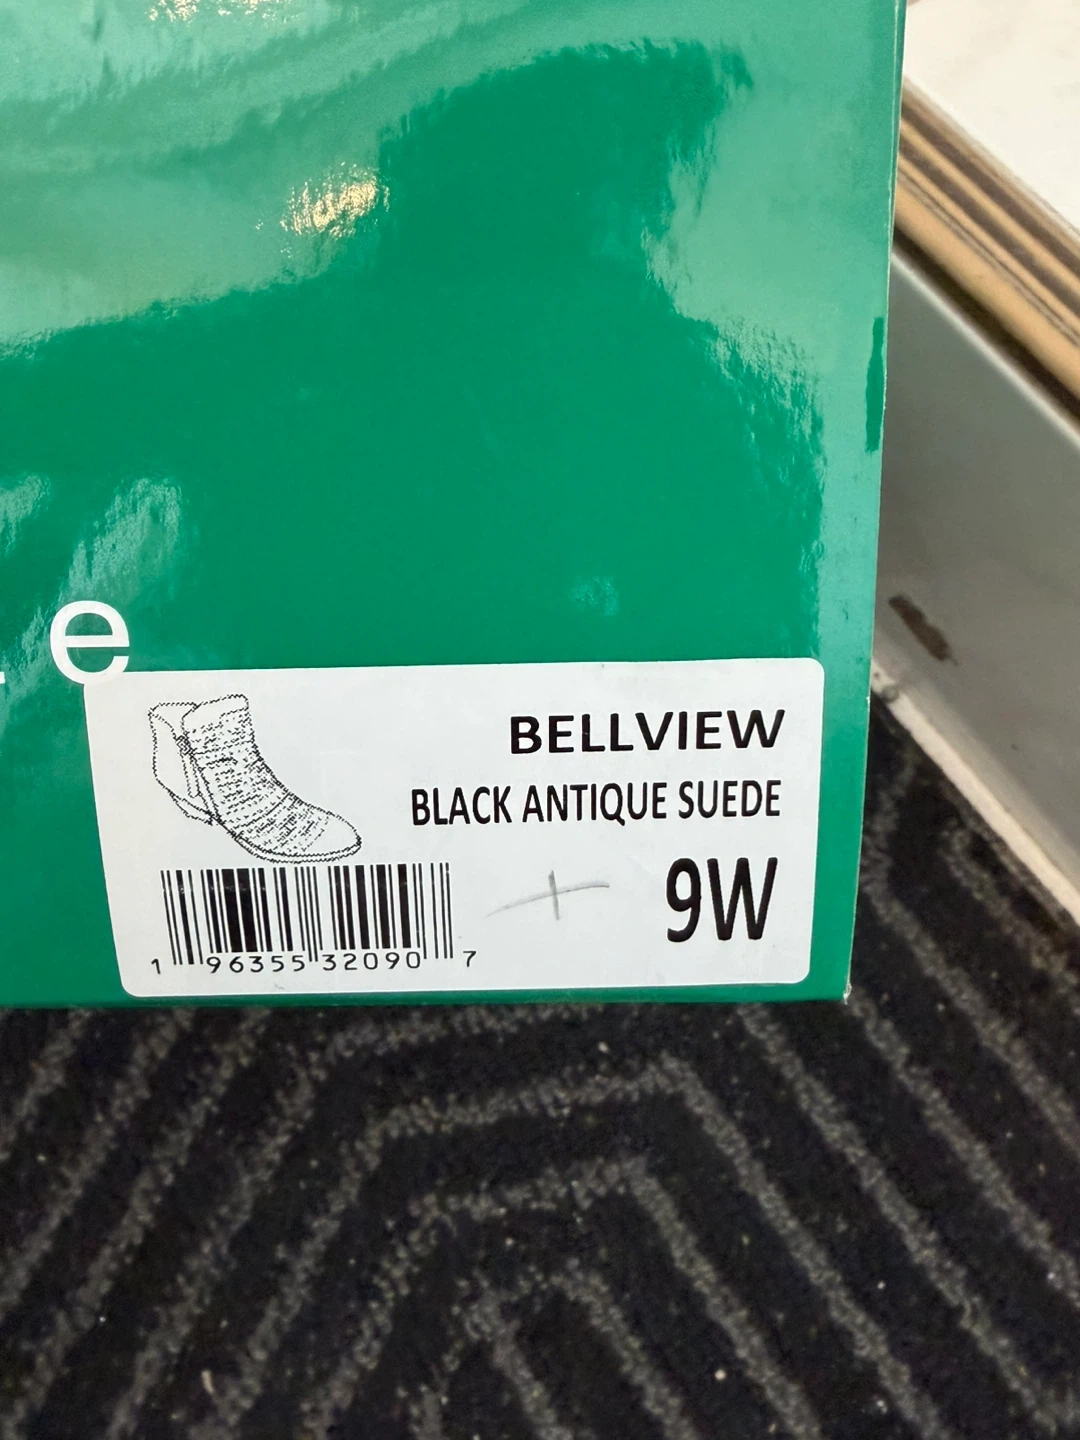 e
BELLVIEW
BLACK ANTIQUE SUEDE
9W
1 96355 32090 7